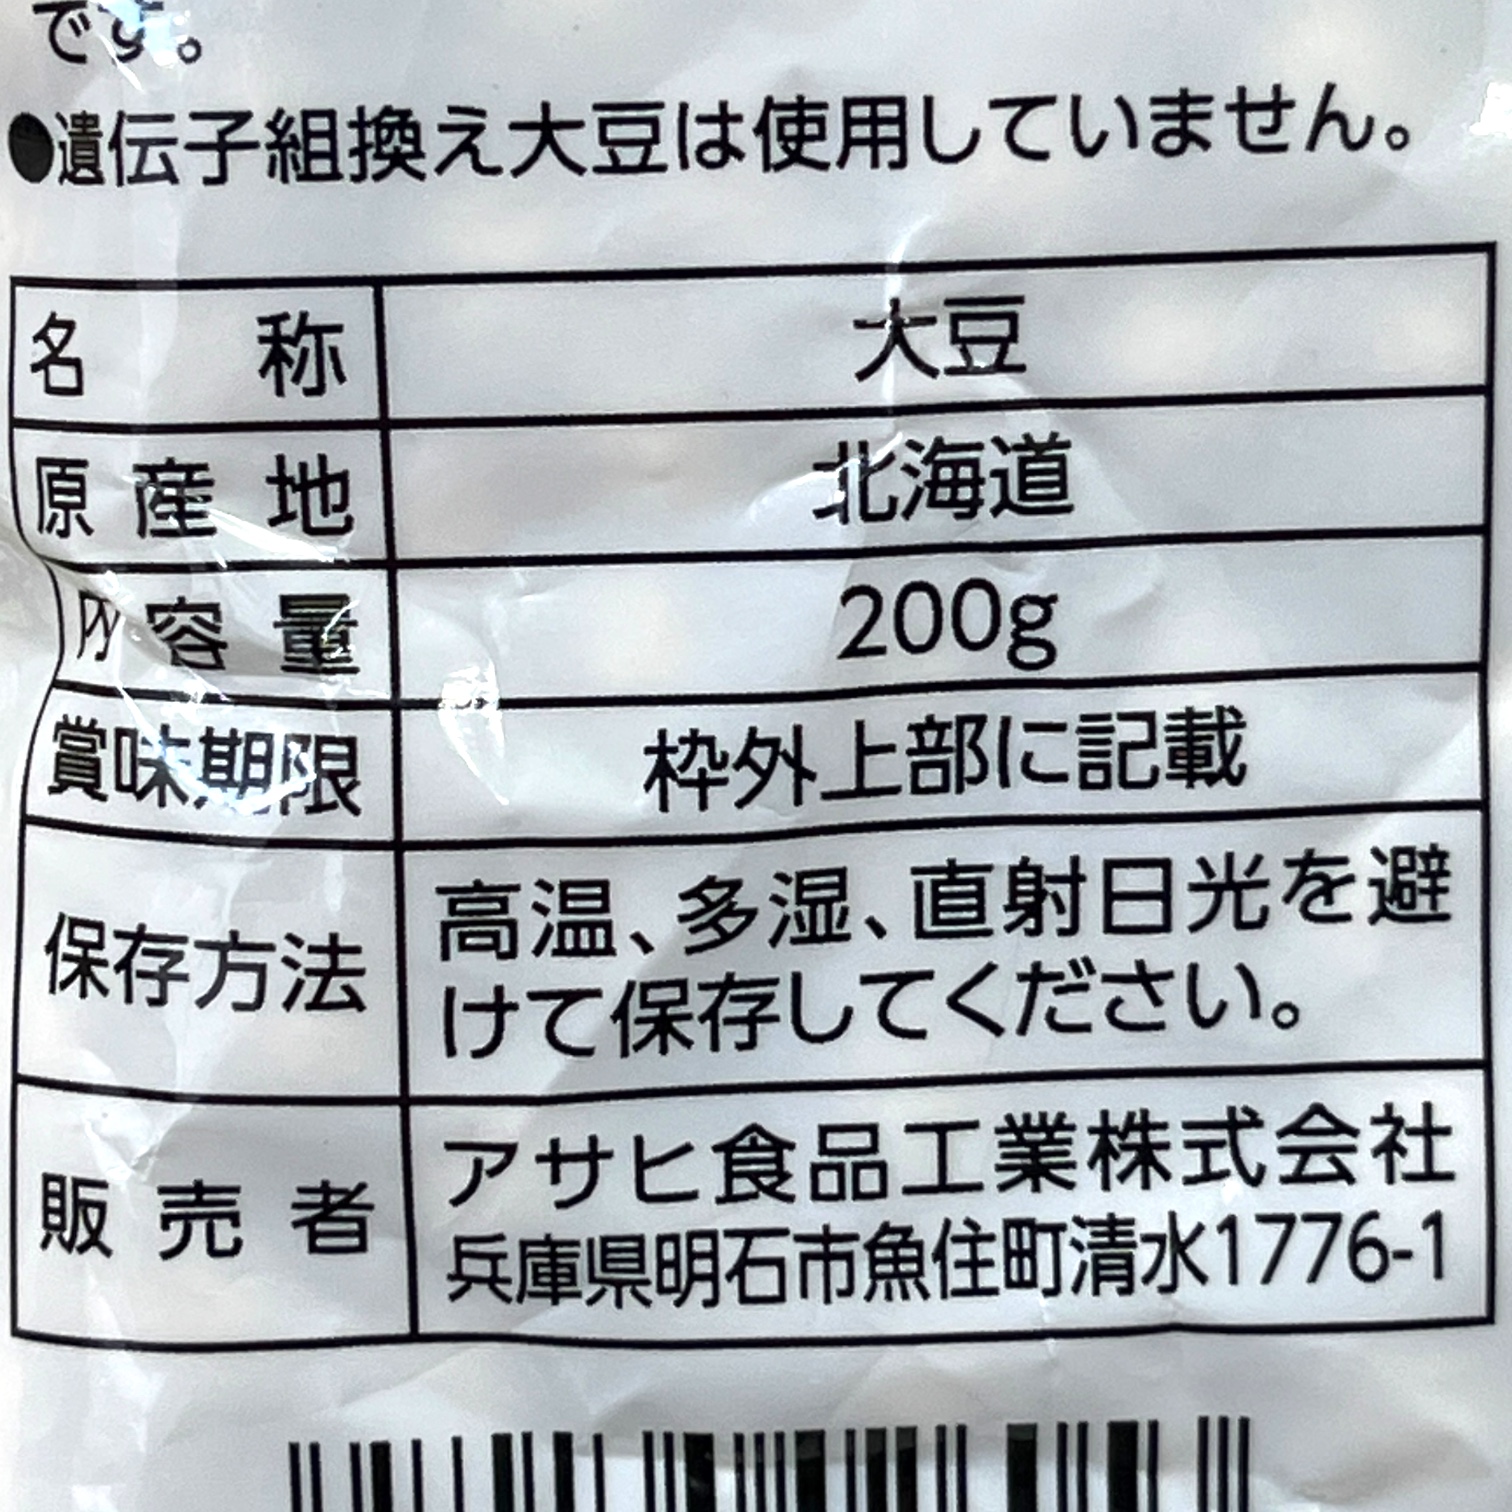 です。
●遺伝子組換え大豆は使用していません。
名称 大豆
原産地 北海道
内容量 200g
賞味期限 枠外上部に記載
保存方法 高温、多湿、直射日光を避
けて保存してください。
販売者 アサヒ食品工業株式会社
兵庫県明石市魚住町清水1776-1